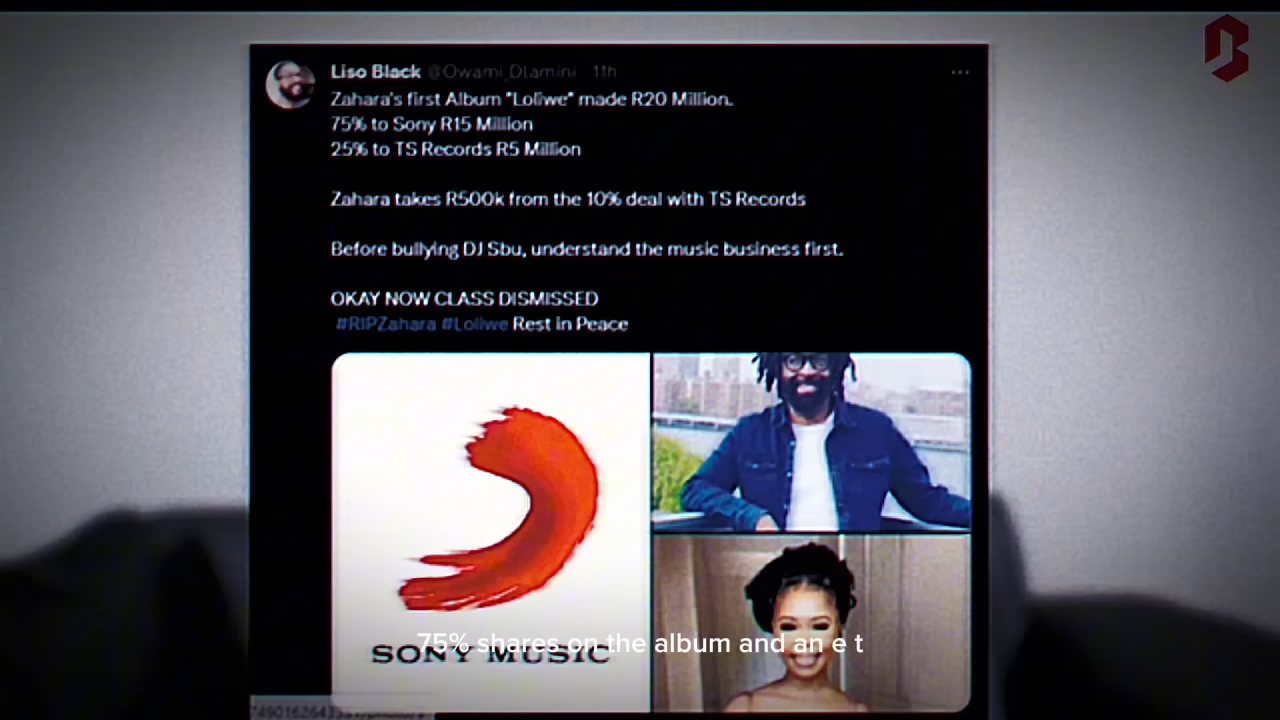 Liso Black @Owami_Dlamini 11h
Zahara's first Album "Loliwe" made R20 Million.
75% to Sony R15 Million
25% to TS Records R5 Million
Zahara takes R500k from the 10% deal with TS Records
Before bullying DJ Sbu, understand the music business first.
OKAY NOW CLASS DISMISSED
#RIPZahara #Loliwe Rest in Peace
75% shares on the album and an e t
SONY MUSIC